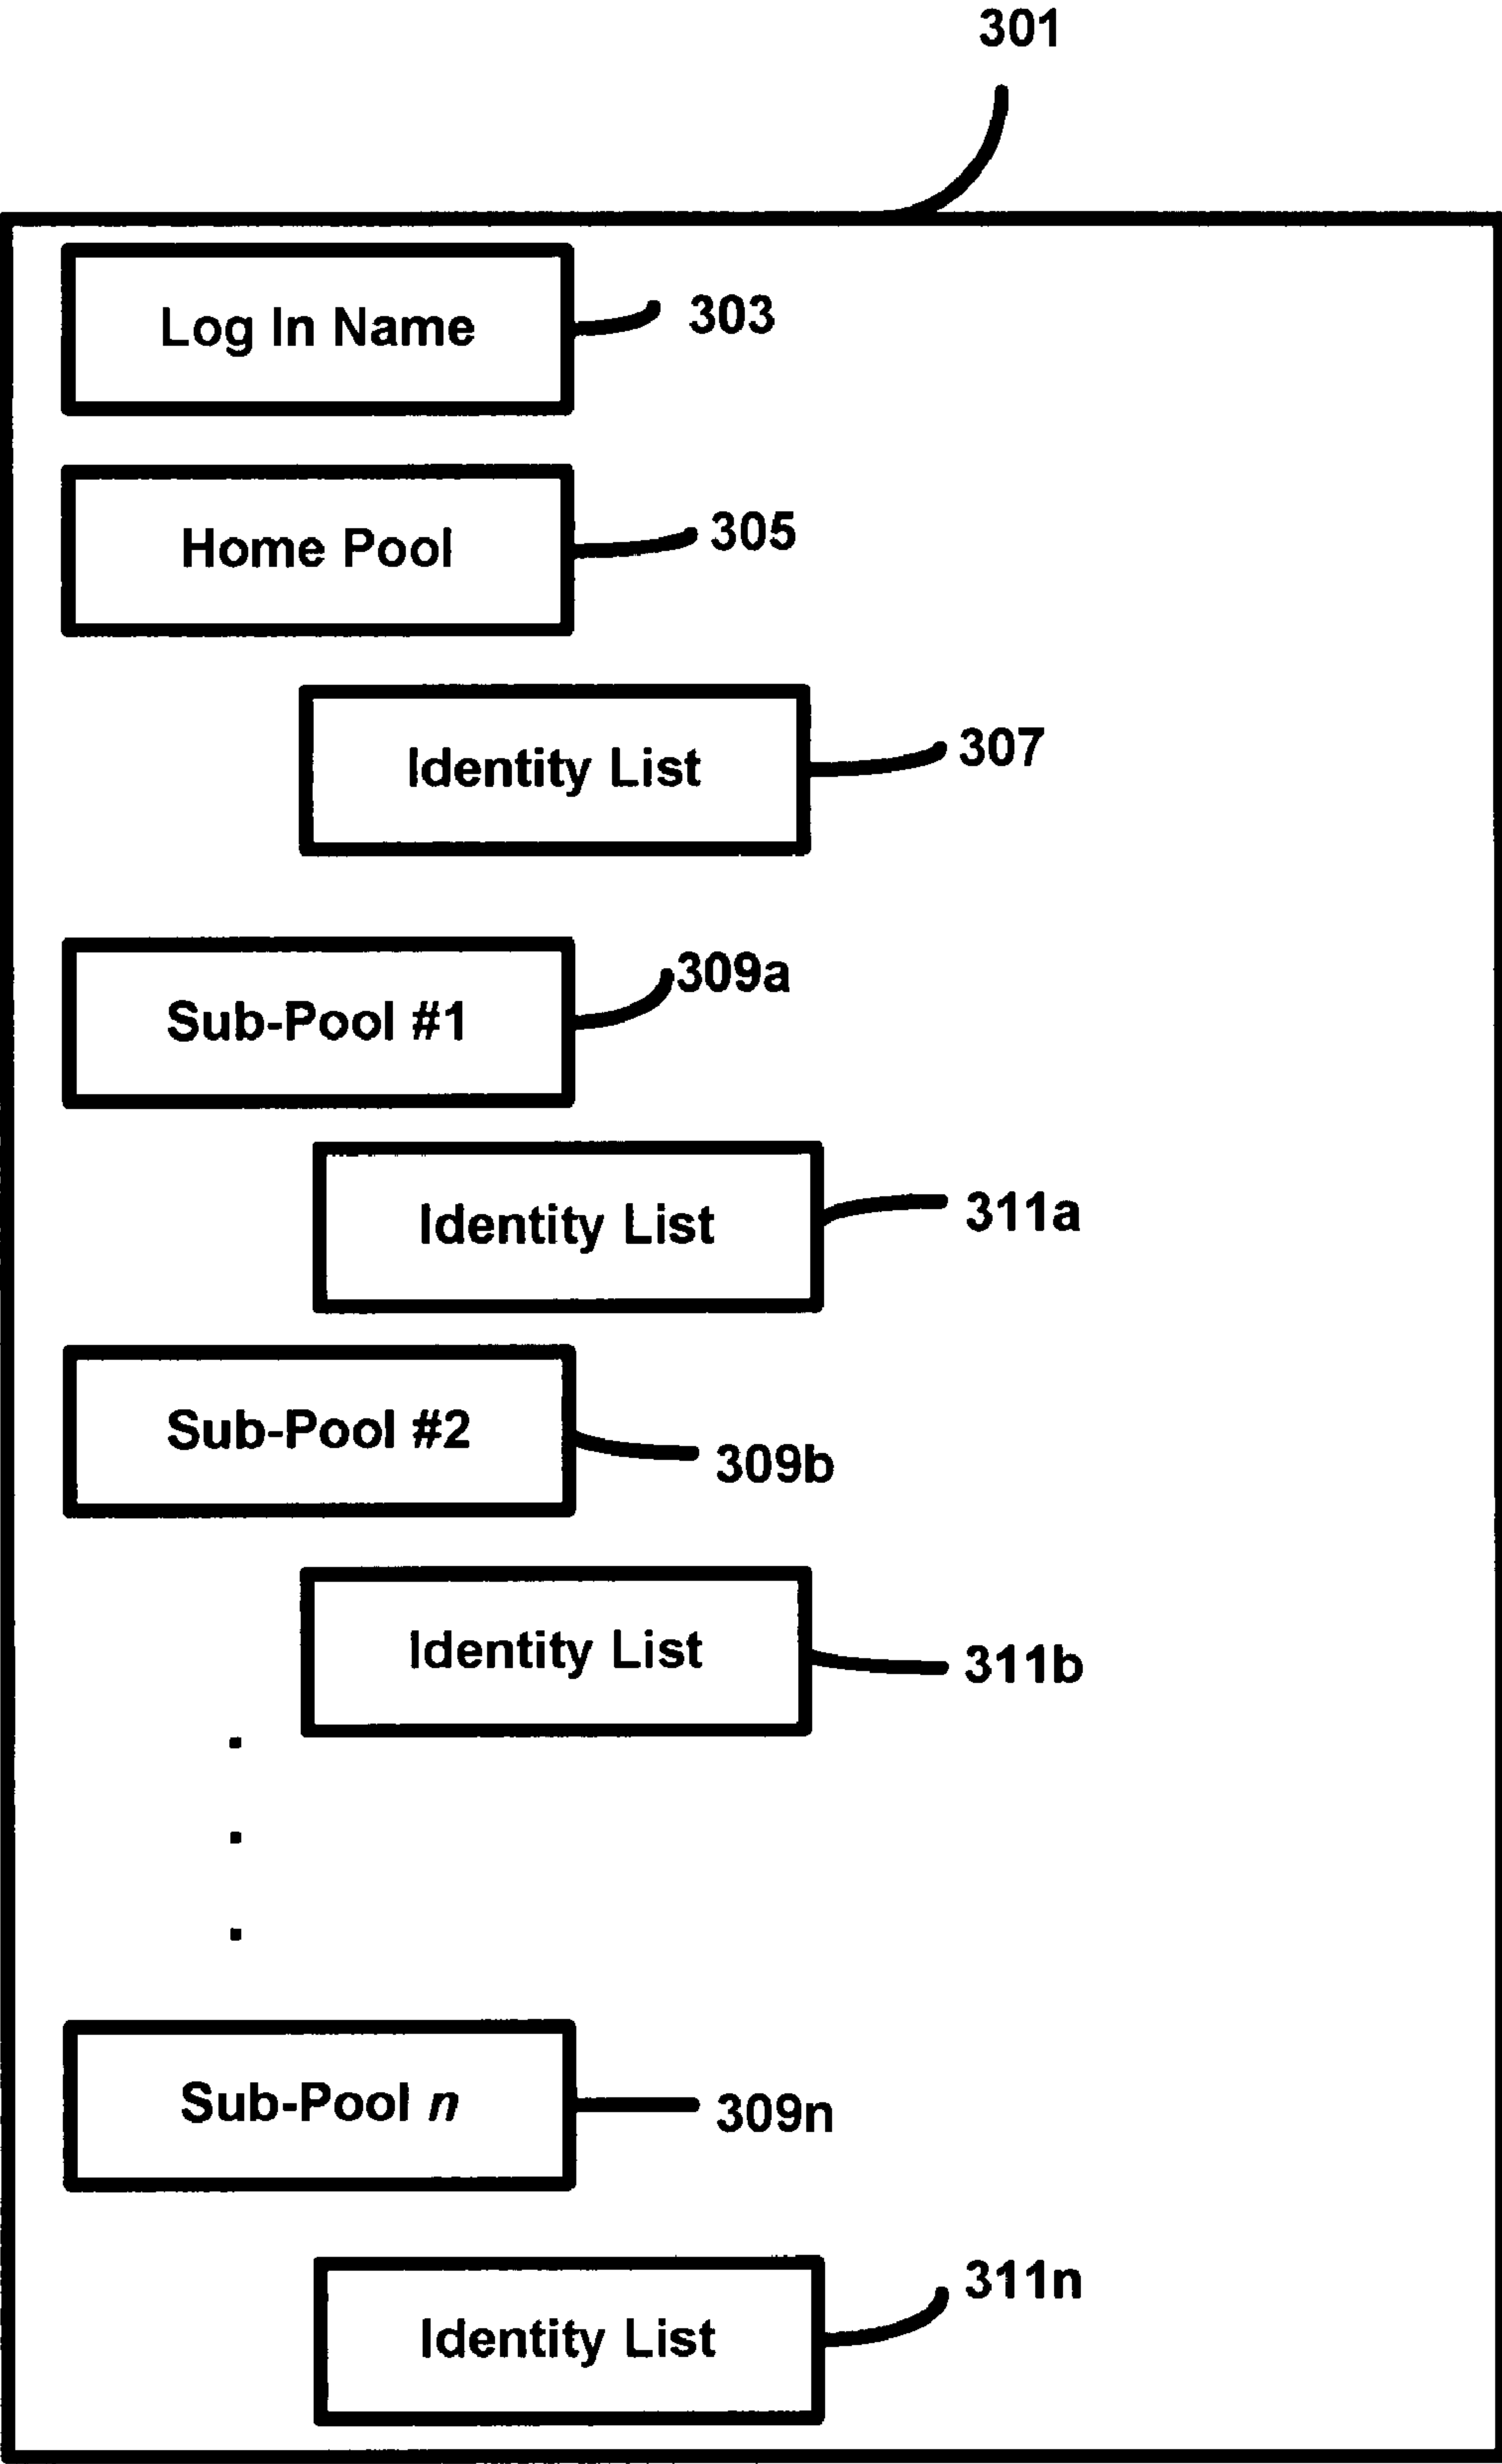 301
Log In Name 303
Home Pool 305
Identity List 307
Sub-Pool #1 309a
Identity List 311a
Sub-Pool #2 309b
Identity List 311b
.
.
.
Sub-Pool n 309n
Identity List 311n